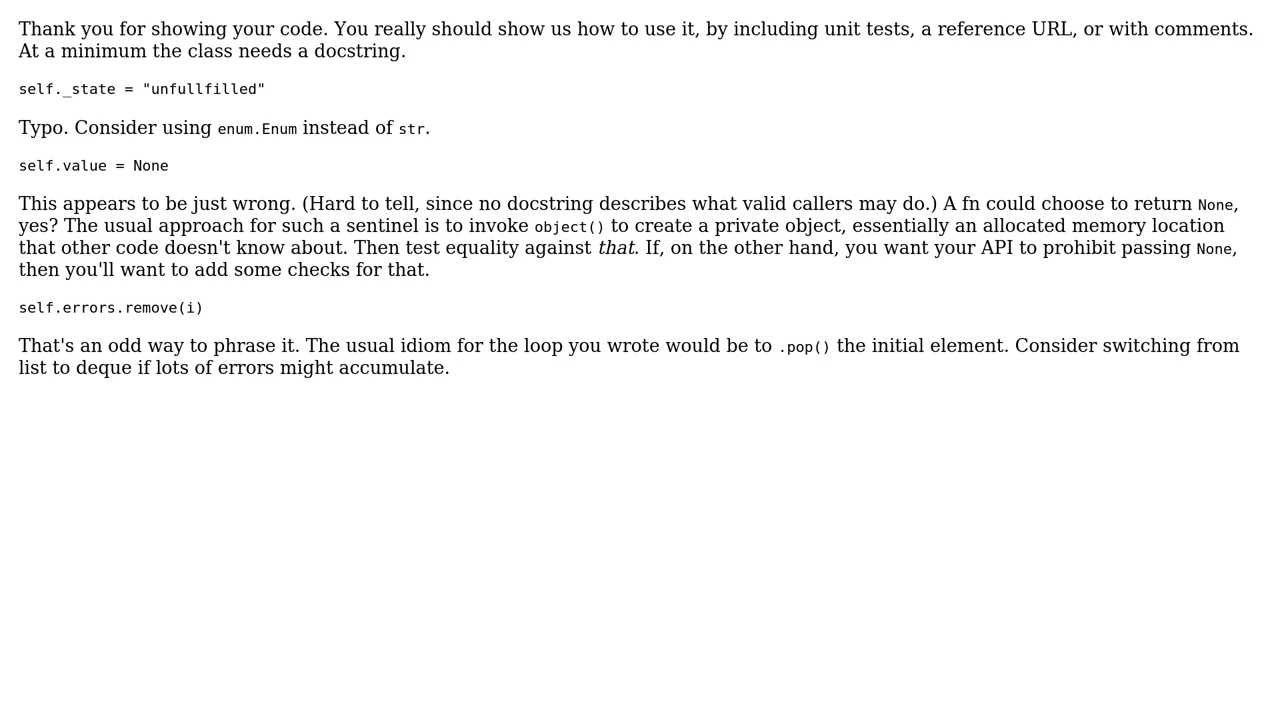 Thank you for showing your code. You really should show us how to use it, by including unit tests, a reference URL, or with comments.
At a minimum the class needs a docstring.
self._state = "unfullfilled"
Typo. Consider using enum.Enum instead of str.
self.value = None
This appears to be just wrong. (Hard to tell, since no docstring describes what valid callers may do.) A fn could choose to return None,
yes? The usual approach for such a sentinel is to invoke object() to create a private object, essentially an allocated memory location
that other code doesn't know about. Then test equality against that. If, on the other hand, you want your API to prohibit passing None,
then you'll want to add some checks for that.
self.errors.remove(i)
That's an odd way to phrase it. The usual idiom for the loop you wrote would be to .pop() the initial element. Consider switching from
list to deque if lots of errors might accumulate.